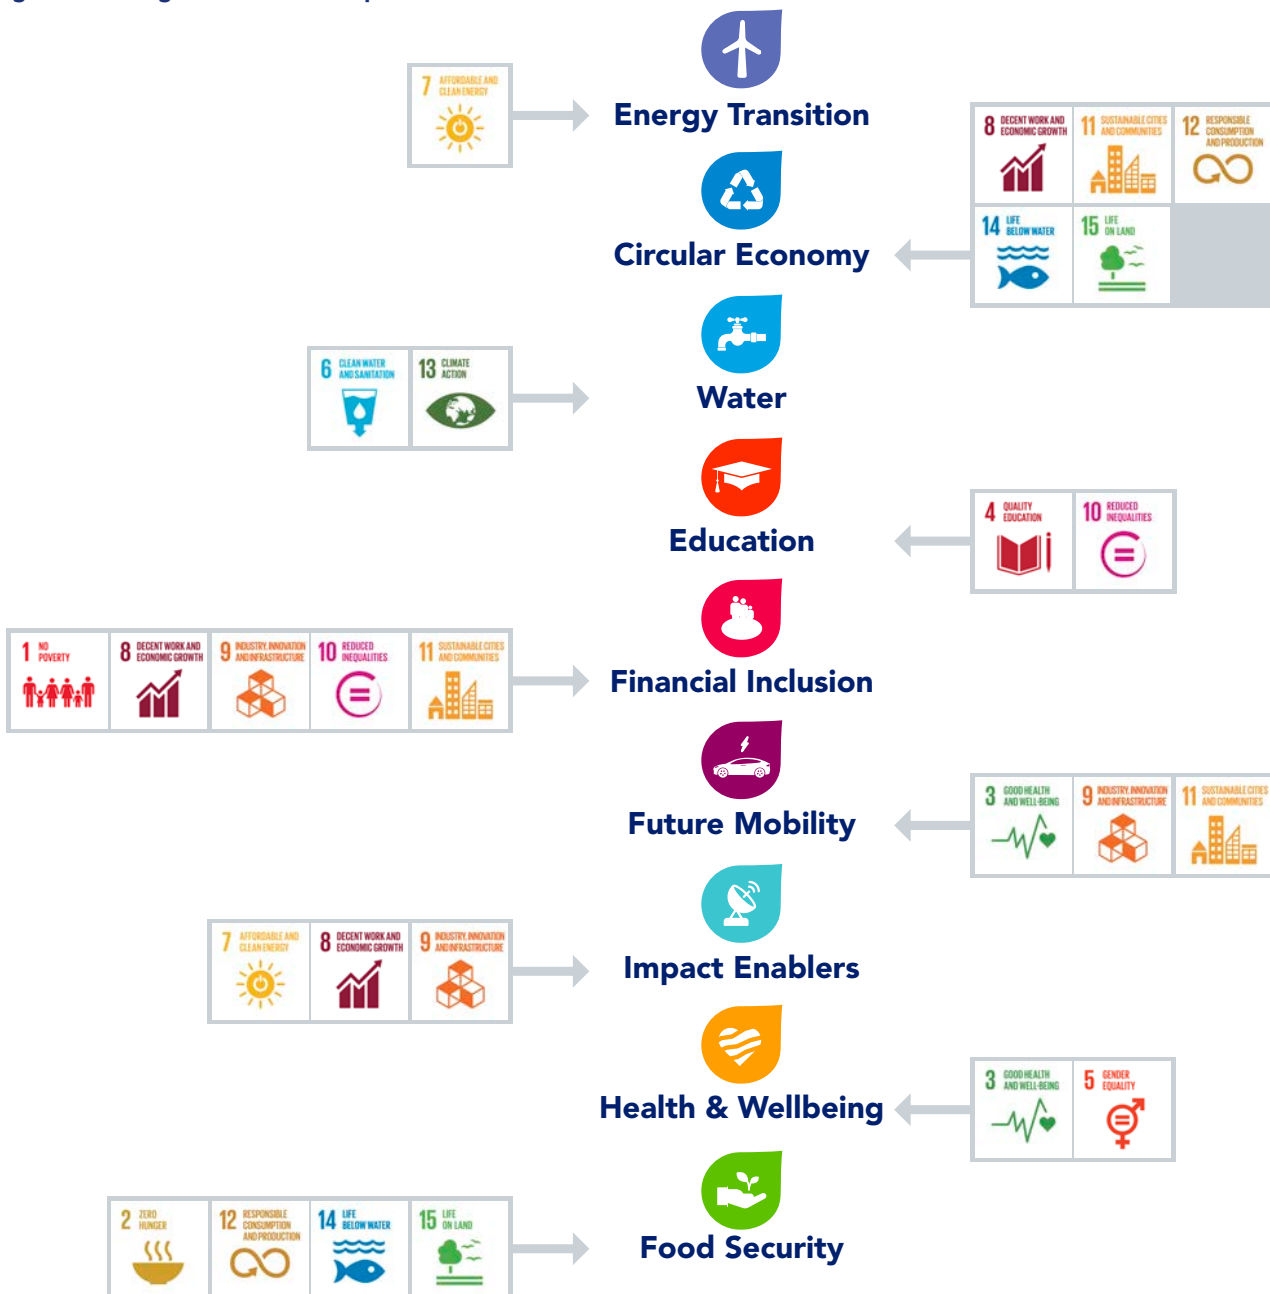 Energy Transition
7 AFFORDABLE AND
CLEAN ENERGY
8 DECENT WORK AND
ECONOMIC GROWTH
11 SUSTAINABLE CITIES
AND COMMUNITIES
12 RESPONSIBLE
CONSUMPTION
AND PRODUCTION
14 LIFE
BELOW WATER
15 LIFE
ON LAND
Circular Economy
6 CLEAN WATER
AND SANITATION
13 CLIMATE
ACTION
Water
4 QUALITY
EDUCATION
10 REDUCED
INEQUALITIES
Education
1 NO
POVERTY
8 DECENT WORK AND
ECONOMIC GROWTH
9 INDUSTRY, INNOVATION
AND INFRASTRUCTURE
10 REDUCED
INEQUALITIES
11 SUSTAINABLE CITIES
AND COMMUNITIES
Financial Inclusion
3 GOOD HEALTH
AND WELL-BEING
9 INDUSTRY, INNOVATION
AND INFRASTRUCTURE
11 SUSTAINABLE CITIES
AND COMMUNITIES
Future Mobility
7 AFFORDABLE AND
CLEAN ENERGY
8 DECENT WORK AND
ECONOMIC GROWTH
9 INDUSTRY, INNOVATION
AND INFRASTRUCTURE
Impact Enablers
3 GOOD HEALTH
AND WELL-BEING
5 GENDER
EQUALITY
Health & Wellbeing
2 ZERO
HUNGER
12 RESPONSIBLE
CONSUMPTION
AND PRODUCTION
14 LIFE
BELOW WATER
15 LIFE
ON LAND
Food Security